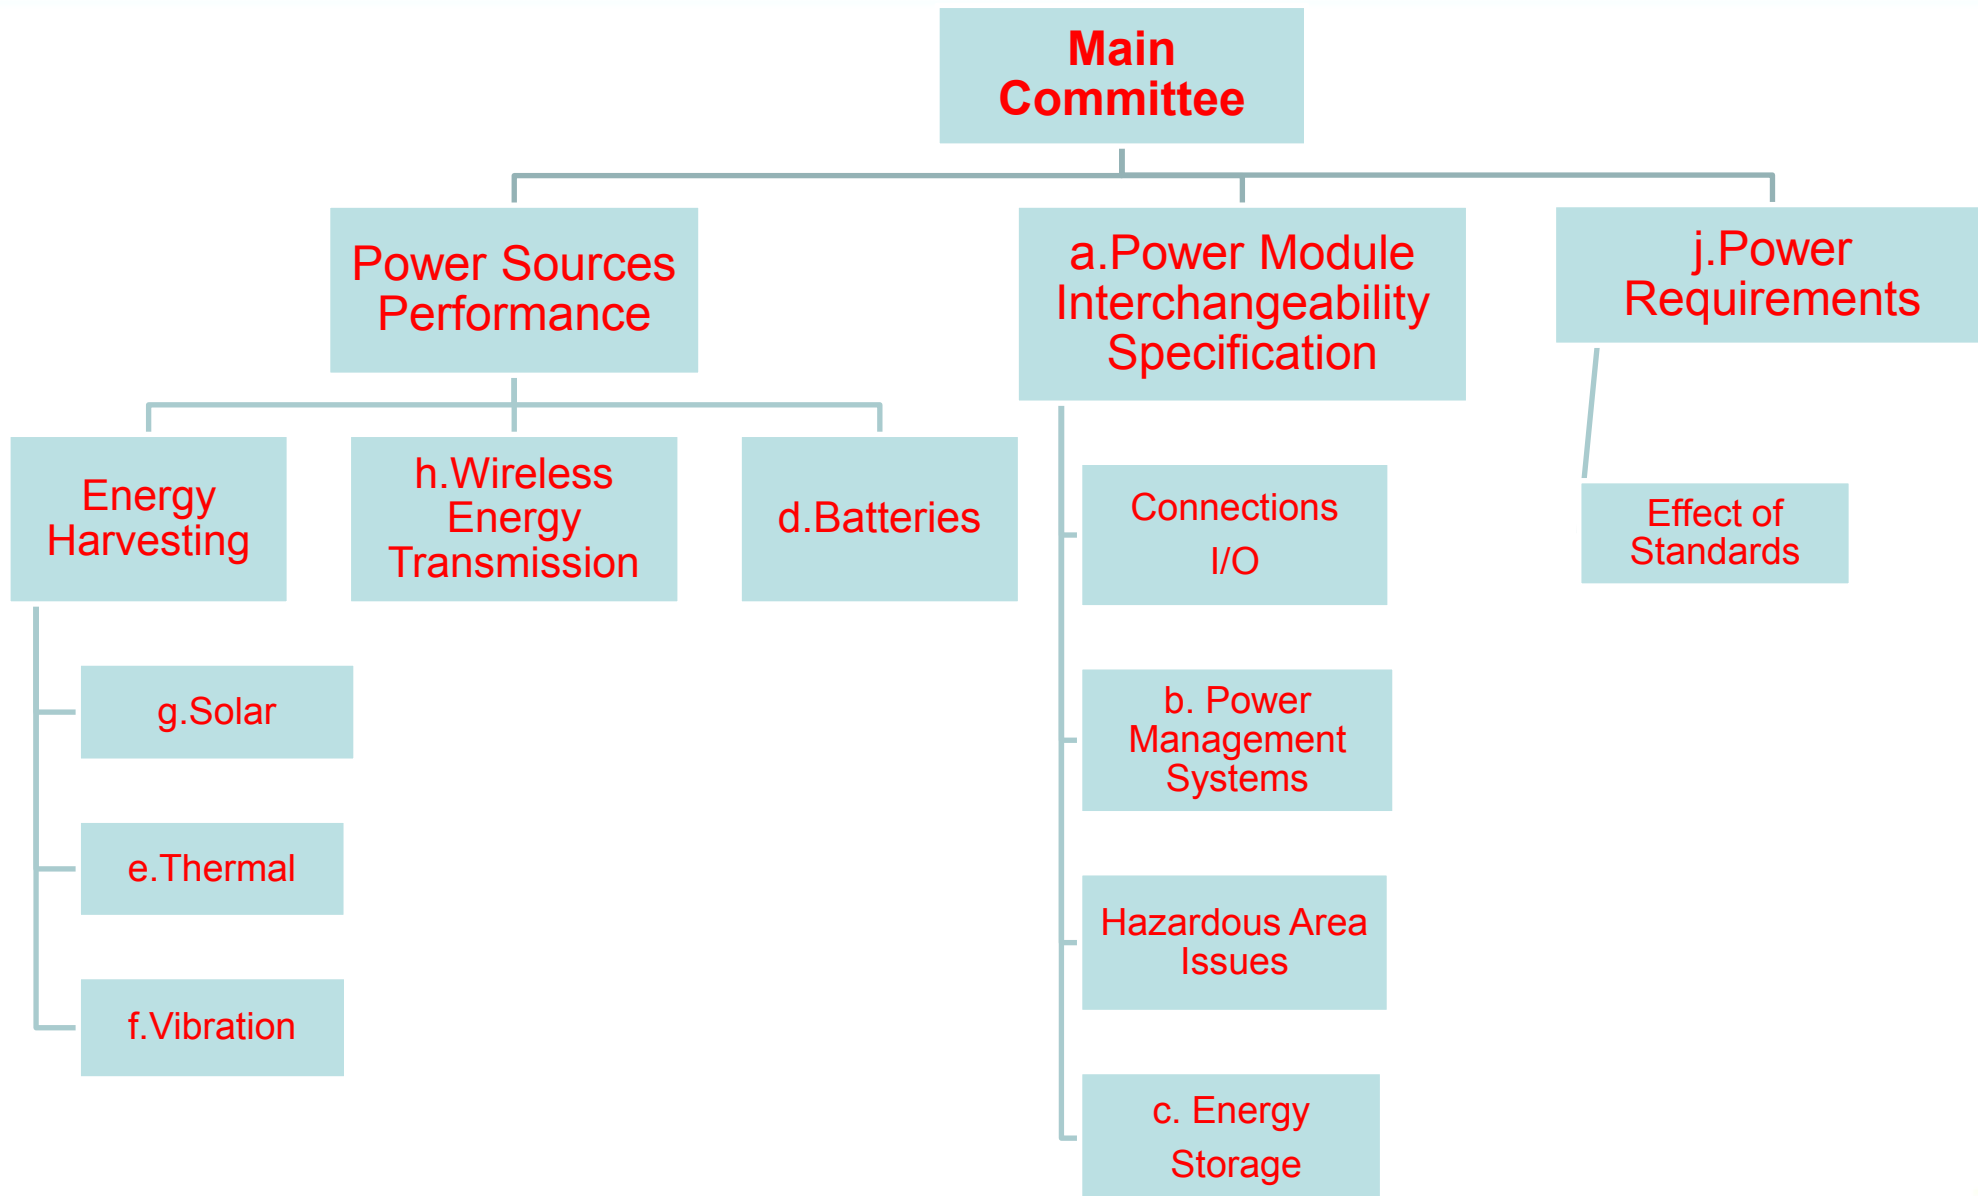 Main
Committee
Power Sources
Performance
a.Power Module
Interchangeability
Specification
j.Power
Requirements
Energy
Harvesting
h.Wireless
Energy
Transmission
d.Batteries
Connections
I/O
Effect of
Standards
g.Solar
b. Power
Management
Systems
e.Thermal
Hazardous Area
Issues
f.Vibration
c. Energy
Storage